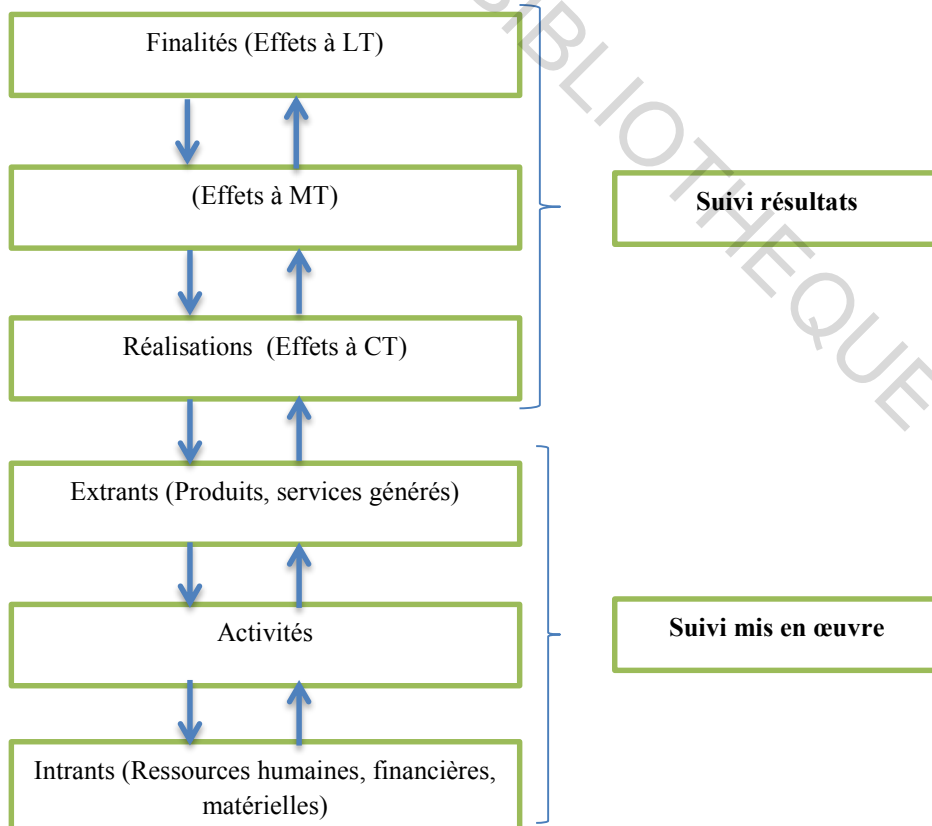 Finalités (Effets à LT)
(Effets à MT)
Suivi résultats
Réalisations (Effets à CT)
Extrants (Produits, services générés)
Activités
Suivi mis en œuvre
Intrants (Ressources humaines, financières,
matérielles)
BIBLIOTHEQUE